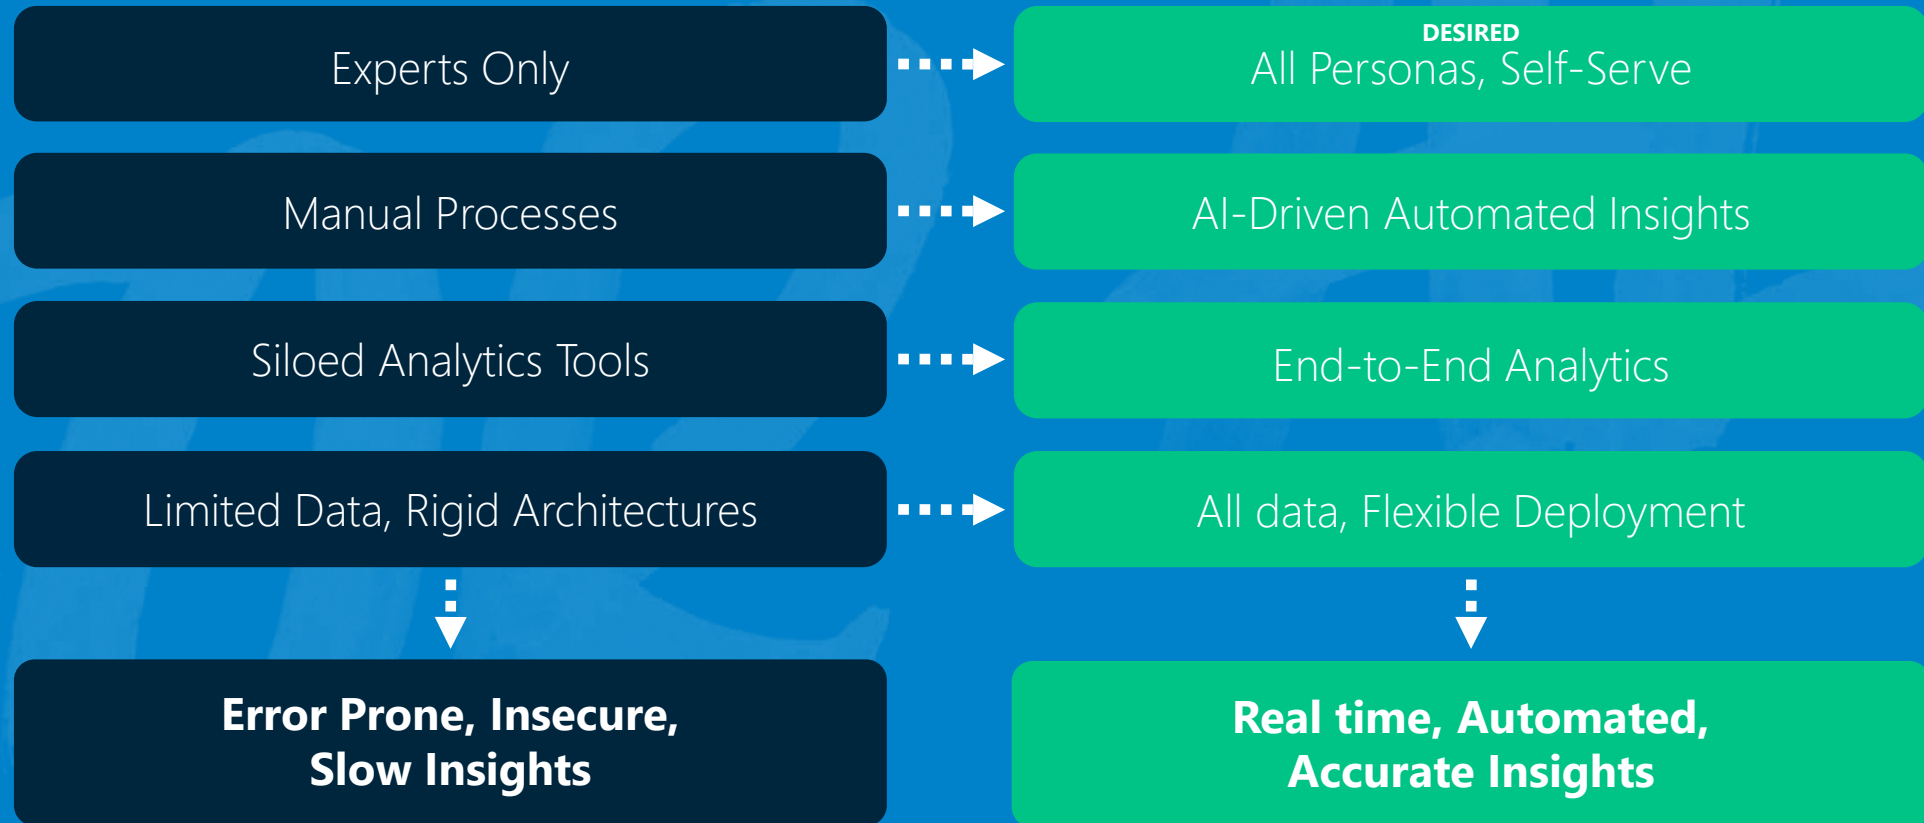 Experts Only
DESIRED
All Personas, Self-Serve
Manual Processes
AI-Driven Automated Insights
Siloed Analytics Tools
End-to-End Analytics
Limited Data, Rigid Architectures
All data, Flexible Deployment
Error Prone, Insecure,
Slow Insights
Real time, Automated,
Accurate Insights